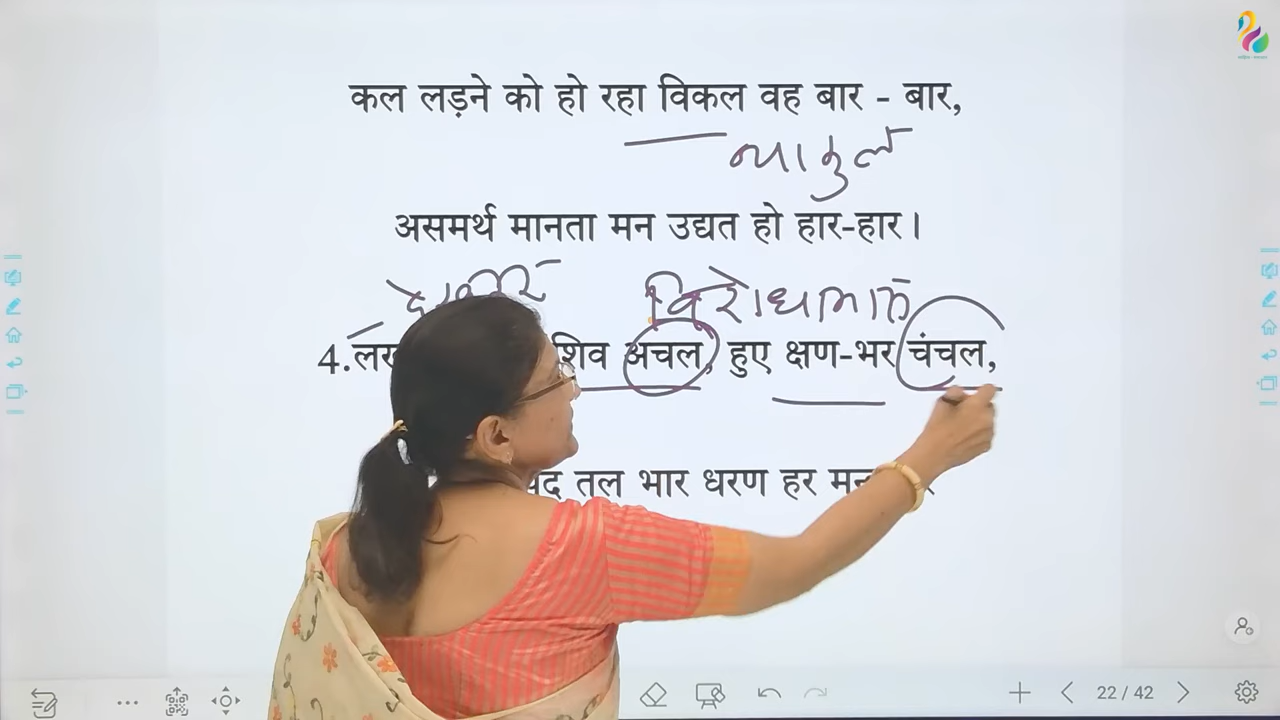 कल लड़ने को हो रहा विकल वह बार - बार,
व्याकुल
असमर्थ मानता मन उद्यत हो हार-हार।
विरोधाभास
4. शिव अचल, हुए क्षण-भर चंचल,
तल भार धरण हर
22 / 42